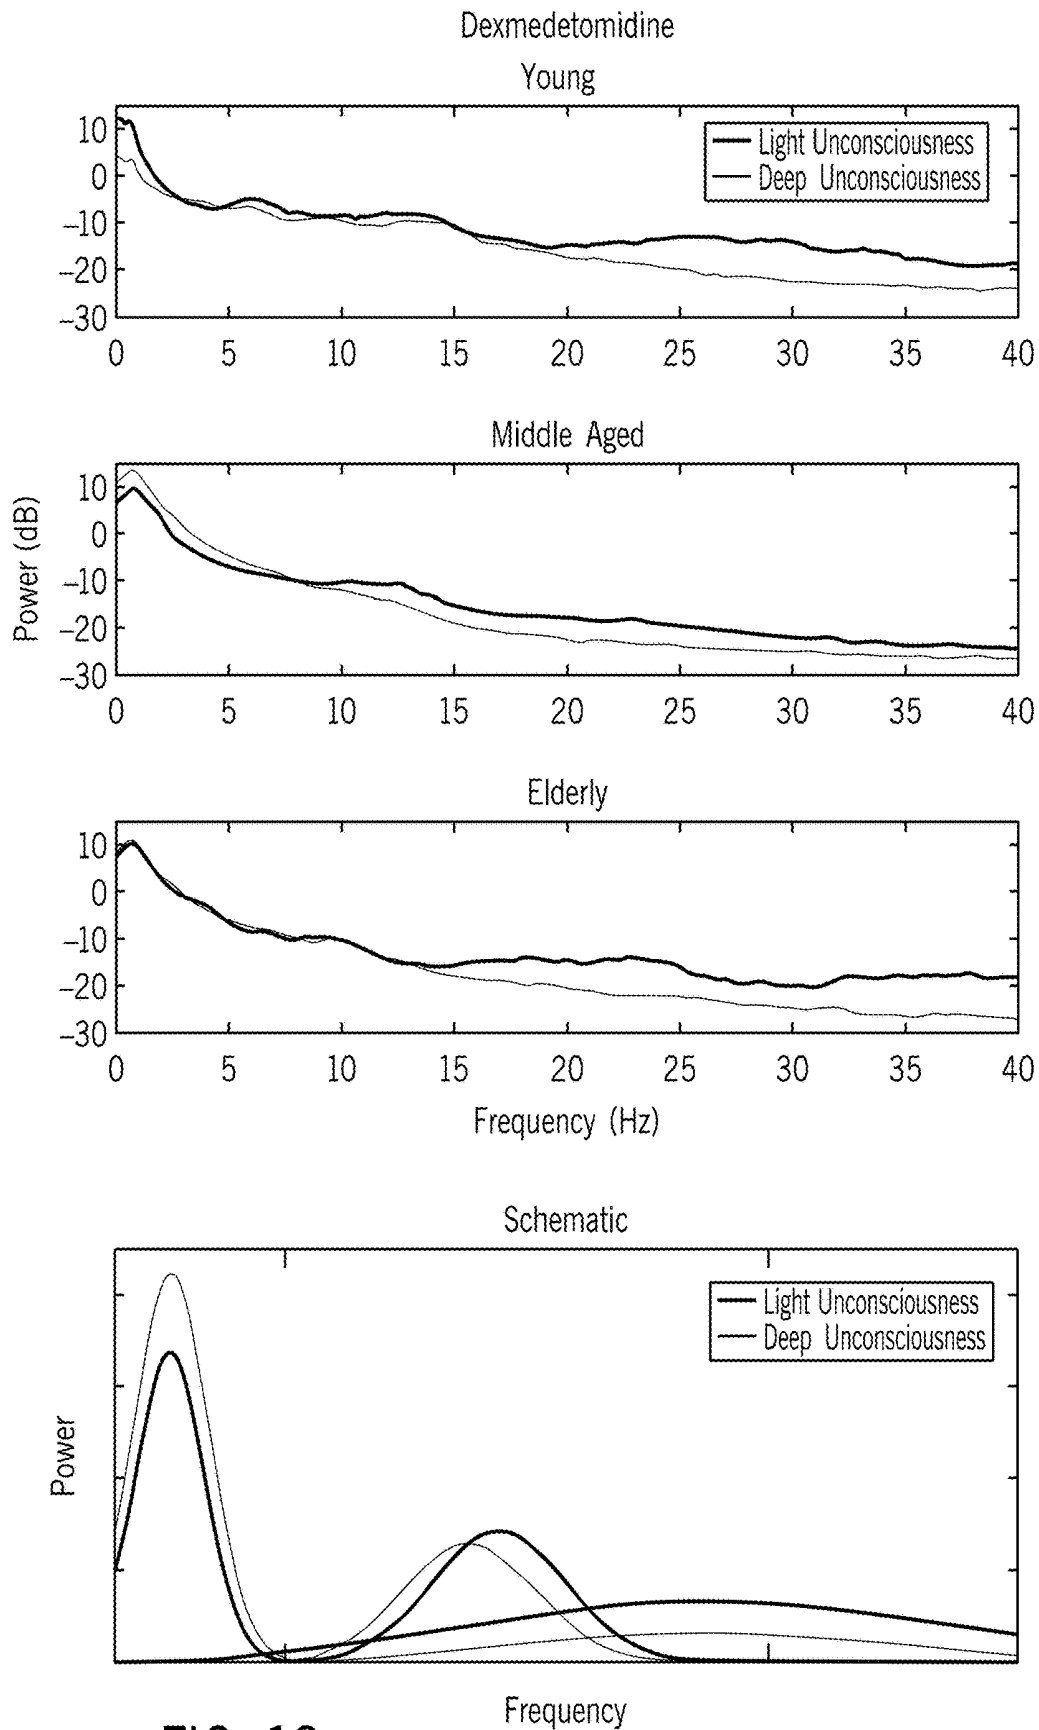 Dexmedetomidine
Young
10
0
−10
−20
−30
Light Unconsciousness
Deep Unconsciousness
0 5 10 15 20 25 30 35 40
Middle Aged
Power (dB)
10
0
−10
−20
−30
0 5 10 15 20 25 30 35 40
Elderly
10
0
−10
−20
−30
0 5 10 15 20 25 30 35 40
Frequency (Hz)
Schematic
Light Unconsciousness
Deep Unconsciousness
Power
Frequency